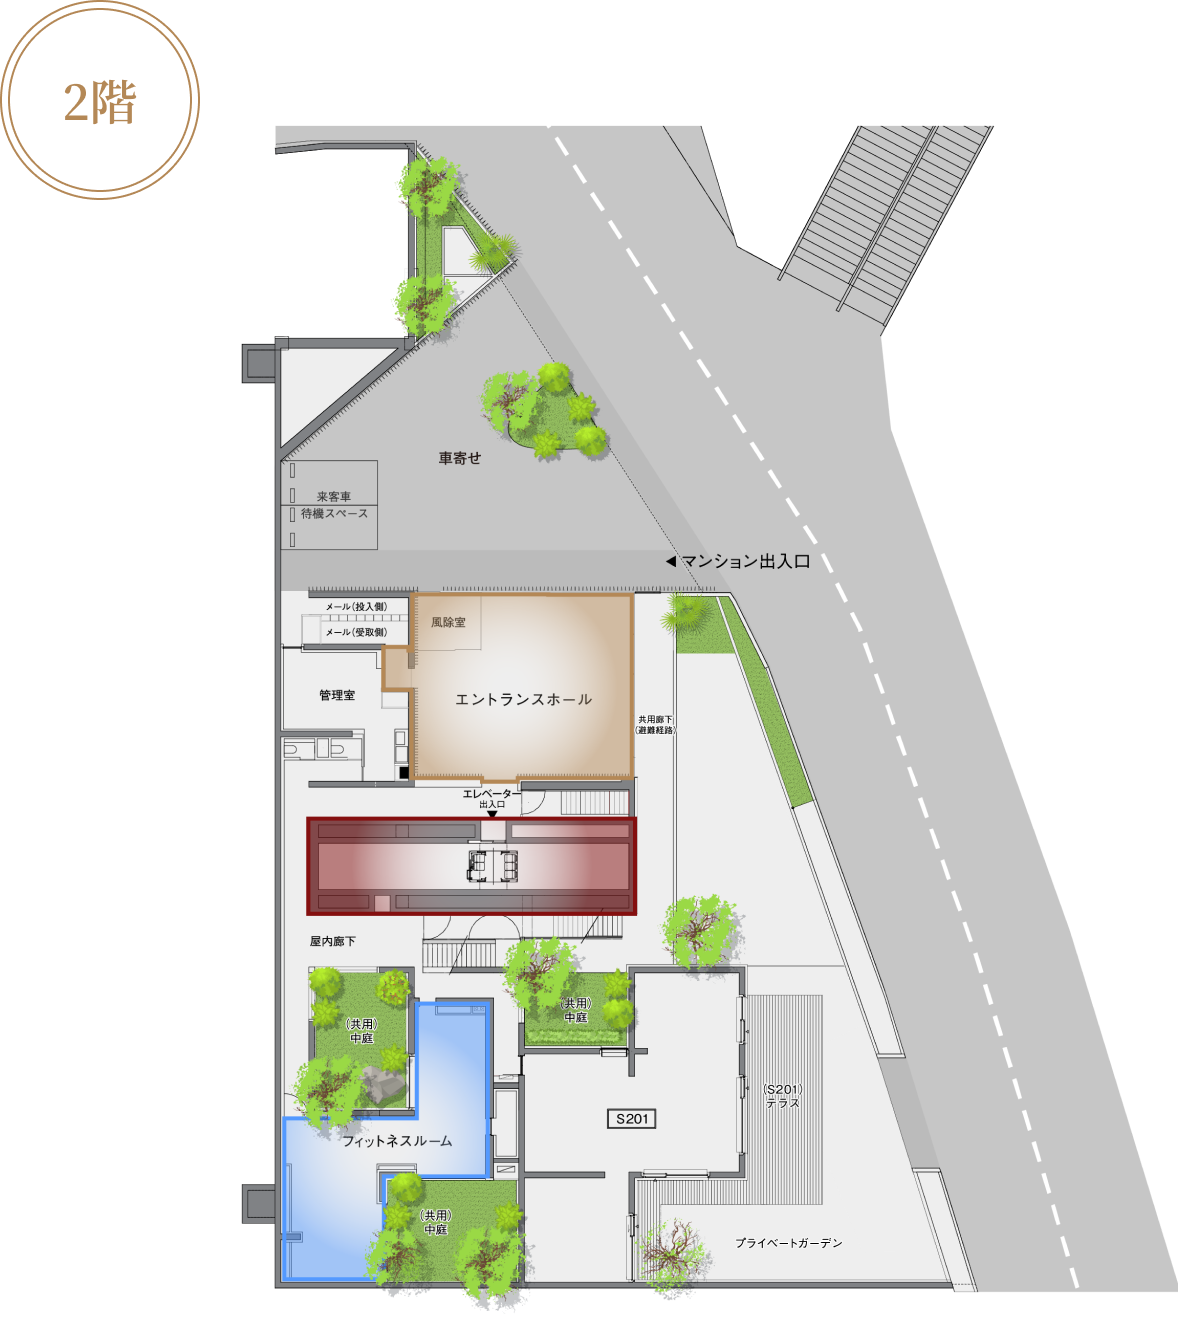 2階
車寄せ
来客車
待機スペース
マンション出入口
メール(投入側)
メール(受取側)
風除室
管理室
エントランスホール
共用廊下
(避難経路)
エレベーター
出入口
屋内廊下
(共用)
中庭
(共用)
中庭
(S201)
テラス
S201
フィットネスルーム
(共用)
中庭
プライベートガーデン